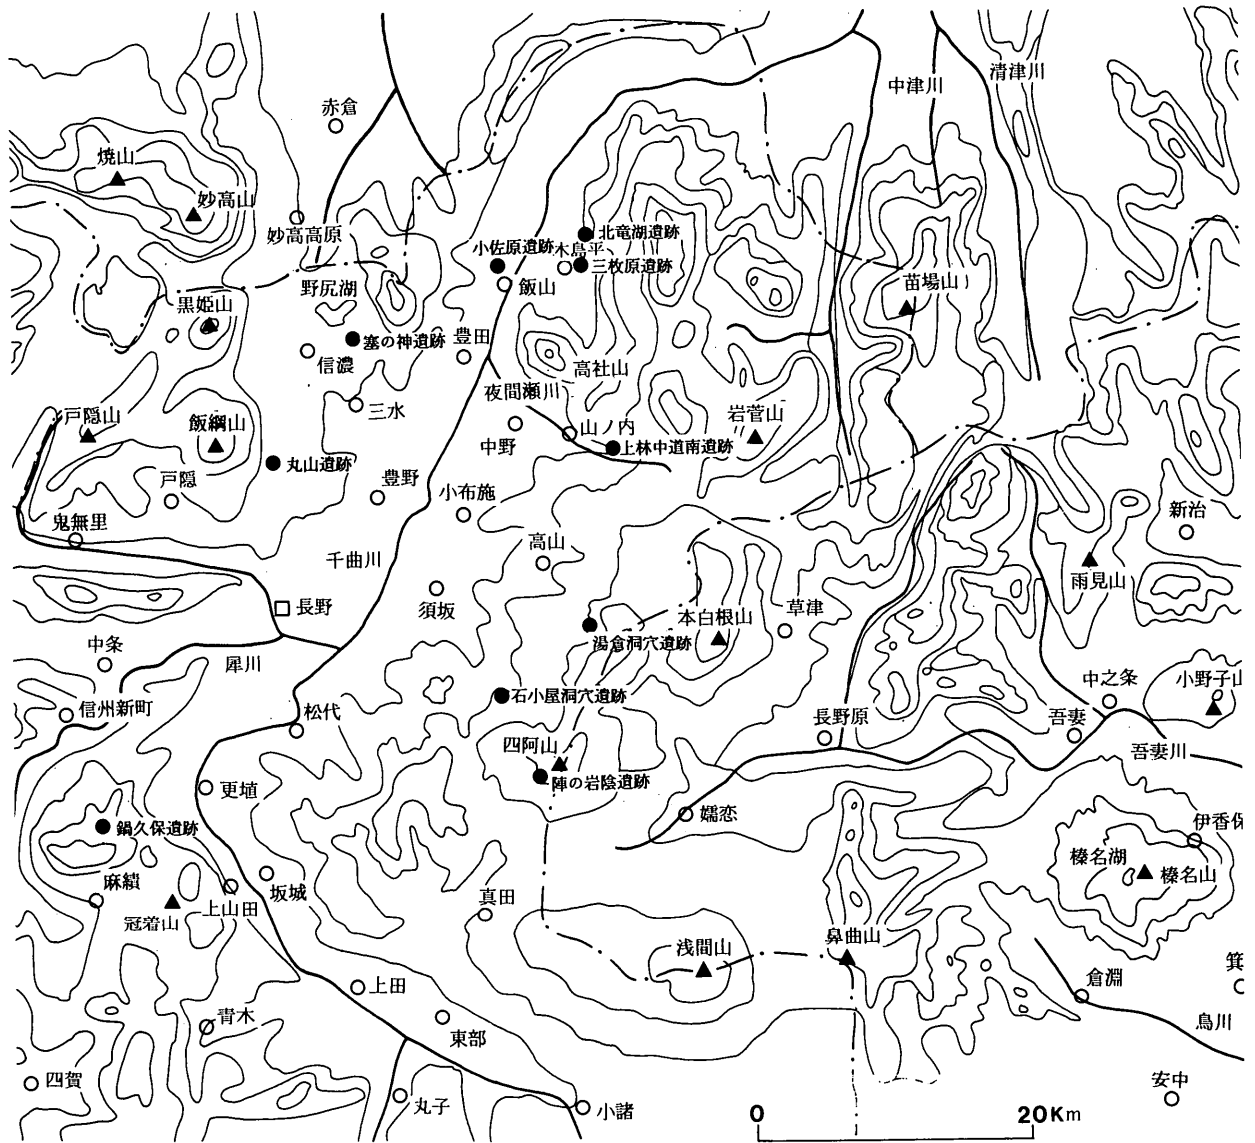 清津川
中津川
赤倉
焼山
妙高山
妙高高原
北竜湖遺跡
小佐原遺跡
木島平
三枚原遺跡
野尻湖
飯山
苗場山
黒姫山
塞の神遺跡
豊田
信濃
高社山
夜間瀬川
三水
戸隠山
飯綱山
岩菅山
山ノ内
中野
上林中道南遺跡
丸山遺跡
戸隠
豊野
小布施
新治
鬼無里
千曲川
高山
雨見山
長野
須坂
本白根山
草津
湯倉洞穴遺跡
中条
犀川
中之条
小野子山
石小屋洞穴遺跡
信州新町
松代
長野原
吾妻
四阿山
吾妻川
陣の岩陰遺跡
更埴
嬬恋
鍋久保遺跡
伊香保
榛名湖
榛名山
麻績
坂城
真田
上山田
冠着山
鼻曲山
浅間山
箕
上田
倉淵
青木
東部
烏川
四賀
安中
丸子
小諸
0
20Km